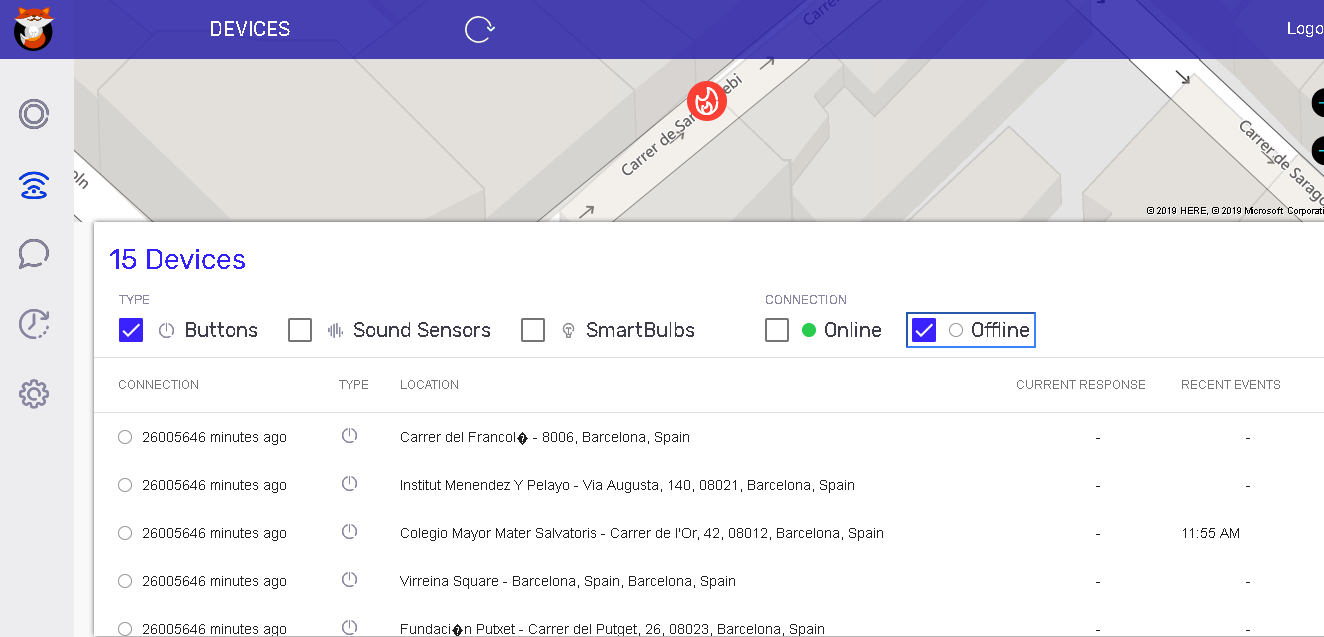 DEVICES
Logo
Carrer
Carrer de Sar ebi
Carrer de Sarago
oln
© 2019 HERE, © 2019 Microsoft Corporati
15 Devices
TYPE CONNECTION
Buttons Sound Sensors SmartBulbs Online Offline
CONNECTION TYPE LOCATION CURRENT RESPONSE RECENT EVENTS
26005646 minutes ago Carrer del Francol� - 8006, Barcelona, Spain - -
26005646 minutes ago Institut Menendez Y Pelayo - Via Augusta, 140, 08021, Barcelona, Spain - -
26005646 minutes ago Colegio Mayor Mater Salvatoris - Carrer de l'Or, 42, 08012, Barcelona, Spain - 11:55 AM
26005646 minutes ago Virreina Square - Barcelona, Spain, Barcelona, Spain - -
26005646 minutes ago Fundaci�n Putxet - Carrer del Putget, 26, 08023, Barcelona, Spain - -